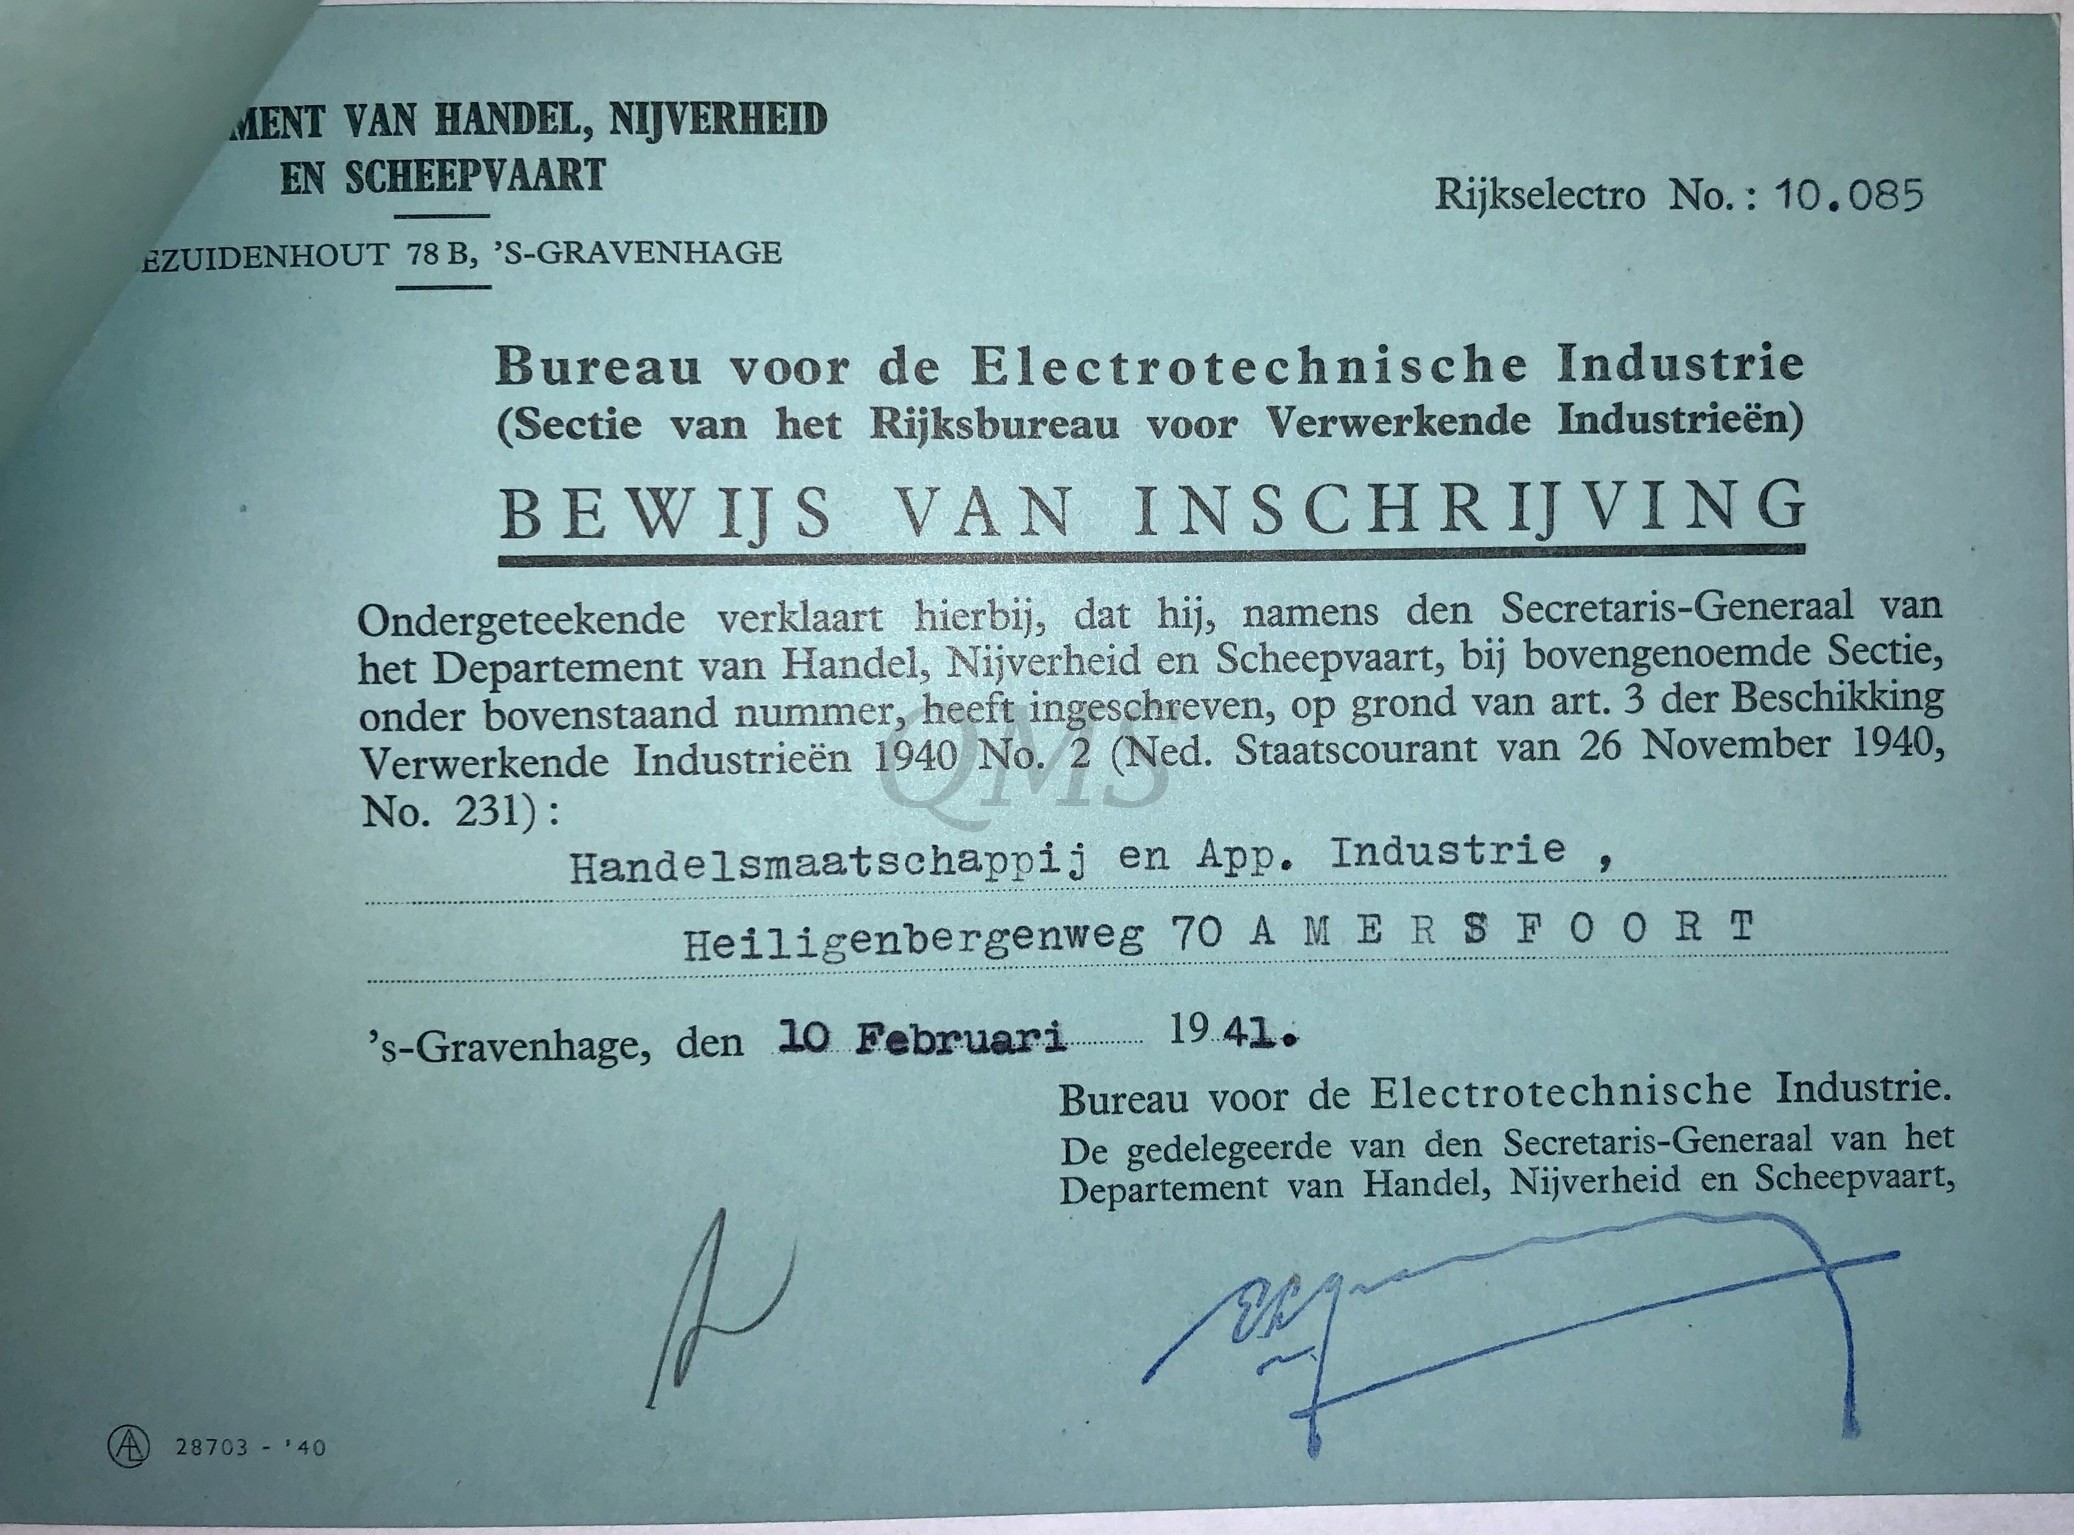 MENT VAN HANDEL, NIJVERHEID
EN SCHEEPVAART
EZUIDENHOUT 78 B, 'S-GRAVENHAGE
Rijkselectro No.: 10.085
Bureau voor de Electrotechnische Industrie
(Sectie van het Rijksbureau voor Verwerkende Industrieën)
BEWIJS VAN INSCHRIJVING
Ondergeteekende verklaart hierbij, dat hij, namens den Secretaris-Generaal van
het Departement van Handel, Nijverheid en Scheepvaart, bij bovengenoemde Sectie,
onder bovenstaand nummer, heeft ingeschreven, op grond van art. 3 der Beschikking
Verwerkende Industrieën 1940 No. 2 (Ned. Staatscourant van 26 November 1940,
No. 231) :
QMS
Handelsmaatschappij en App. Industrie ,
Heiligenbergenweg 70 A M E R S F O O R T
's-Gravenhage, den 10 Februari 1941.
Bureau voor de Electrotechnische Industrie.
De gedelegeerde van den Secretaris-Generaal van het
Departement van Handel, Nijverheid en Scheepvaart,
28703 - '40